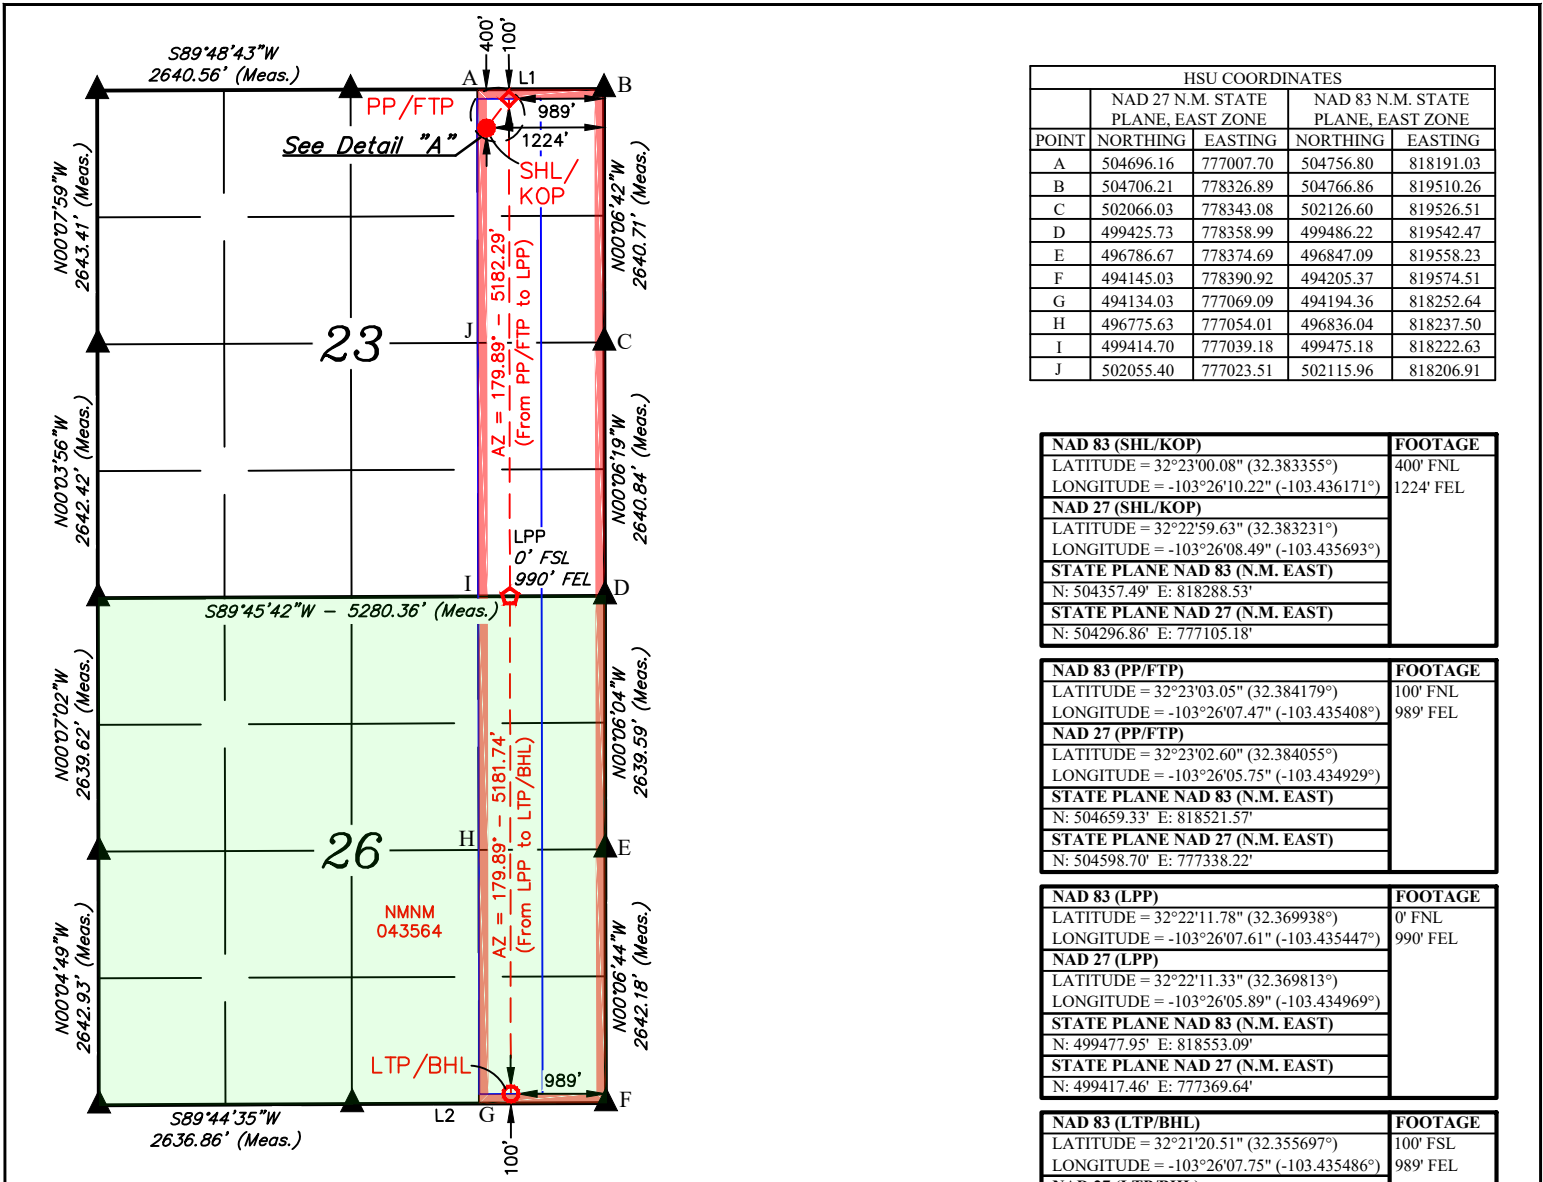 400'
100'
S89°48'43"W
2640.56' (Meas.)
A
L1
B
PP/FTP
989'
See Detail "A"
1224'
SHL/
KOP
N00°07'59"W
2643.41' (Meas.)
N00°06'42"W
2640.71' (Meas.)
AZ = 179.89° - 5182.29'
(From PP/FTP to LPP)
J
23
C
N00°03'56"W
2642.42' (Meas.)
N00°06'19"W
2640.84' (Meas.)
LPP
0' FSL
990' FEL
I
D
S89°45'42"W - 5280.36' (Meas.)
N00°07'02"W
2639.62' (Meas.)
N00°06'04"W
2639.59' (Meas.)
AZ = 179.89° - 5181.74'
(From LPP to LTP/BHL)
H
26
E
NMNM
043564
N00°04'49"W
2642.93' (Meas.)
N00°06'44"W
2642.18' (Meas.)
LTP/BHL
989'
L2
G
F
S89°44'35"W
2636.86' (Meas.)
100'
HSU COORDINATES
NAD 27 N.M. STATE PLANE, EAST ZONE NAD 83 N.M. STATE PLANE, EAST ZONE
POINT NORTHING EASTING NORTHING EASTING
A 504696.16 777007.70 504756.80 818191.03
B 504706.21 778326.89 504766.86 819510.26
C 502066.03 778343.08 502126.60 819526.51
D 499425.73 778358.99 499486.22 819542.47
E 496786.67 778374.69 496847.09 819558.23
F 494145.03 778390.92 494205.37 819574.51
G 494134.03 777069.09 494194.36 818252.64
H 496775.63 777054.01 496836.04 818237.50
I 499414.70 777039.18 499475.18 818222.63
J 502055.40 777023.51 502115.96 818206.91
NAD 83 (SHL/KOP) FOOTAGE
LATITUDE = 32°23'00.08" (32.383355°) 400' FNL
LONGITUDE = -103°26'10.22" (-103.436171°) 1224' FEL
NAD 27 (SHL/KOP)
LATITUDE = 32°22'59.63" (32.383231°)
LONGITUDE = -103°26'08.49" (-103.435693°)
STATE PLANE NAD 83 (N.M. EAST)
N: 504357.49' E: 818288.53'
STATE PLANE NAD 27 (N.M. EAST)
N: 504296.86' E: 777105.18'
NAD 83 (PP/FTP) FOOTAGE
LATITUDE = 32°23'03.05" (32.384179°) 100' FNL
LONGITUDE = -103°26'07.47" (-103.435408°) 989' FEL
NAD 27 (PP/FTP)
LATITUDE = 32°23'02.60" (32.384055°)
LONGITUDE = -103°26'05.75" (-103.434929°)
STATE PLANE NAD 83 (N.M. EAST)
N: 504659.33' E: 818521.57'
STATE PLANE NAD 27 (N.M. EAST)
N: 504598.70' E: 777338.22'
NAD 83 (LPP) FOOTAGE
LATITUDE = 32°22'11.78" (32.369938°) 0' FNL
LONGITUDE = -103°26'07.61" (-103.435447°) 990' FEL
NAD 27 (LPP)
LATITUDE = 32°22'11.33" (32.369813°)
LONGITUDE = -103°26'05.89" (-103.434969°)
STATE PLANE NAD 83 (N.M. EAST)
N: 499477.95' E: 818553.09'
STATE PLANE NAD 27 (N.M. EAST)
N: 499417.46' E: 777369.64'
NAD 83 (LTP/BHL) FOOTAGE
LATITUDE = 32°21'20.51" (32.355697°) 100' FSL
LONGITUDE = -103°26'07.75" (-103.435486°) 989' FEL
NAD 27 (LTP/BHL)